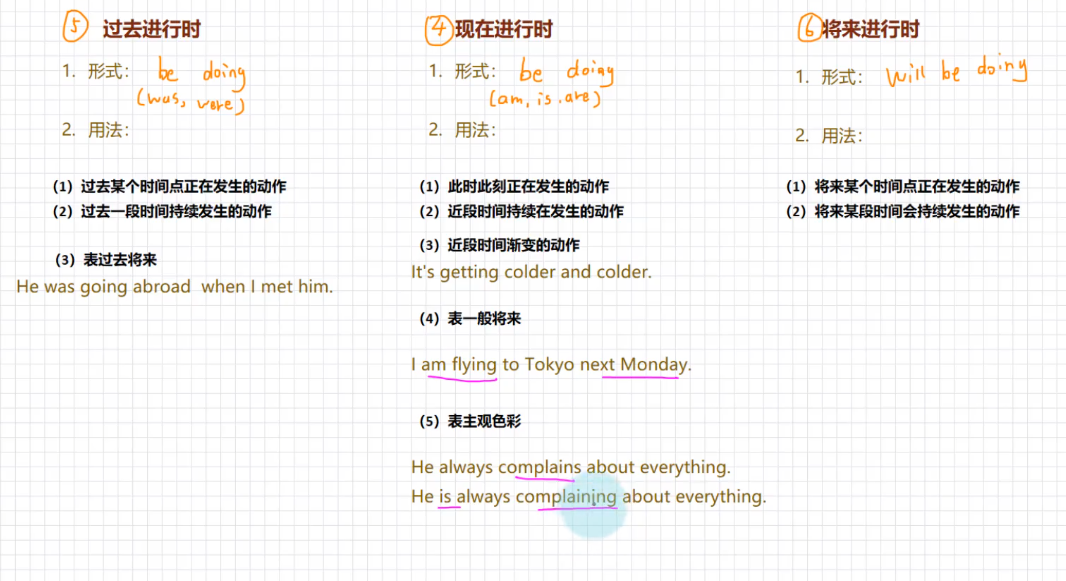 ⑤ 过去进行时
1. 形式： be doing
(was, were)
2. 用法：
（1）过去某个时间点正在发生的动作
（2）过去一段时间持续发生的动作
（3）表过去将来
He was going abroad when I met him.
④ 现在进行时
1. 形式： be doing
(am, is .are)
2. 用法：
（1）此时此刻正在发生的动作
（2）近段时间持续在发生的动作
（3）近段时间渐变的动作
It's getting colder and colder.
（4）表一般将来
I am flying to Tokyo next Monday.
（5）表主观色彩
He always complains about everything.
He is always complaining about everything.
⑥ 将来进行时
1. 形式： will be doing
2. 用法：
（1）将来某个时间点正在发生的动作
（2）将来某段时间会持续发生的动作